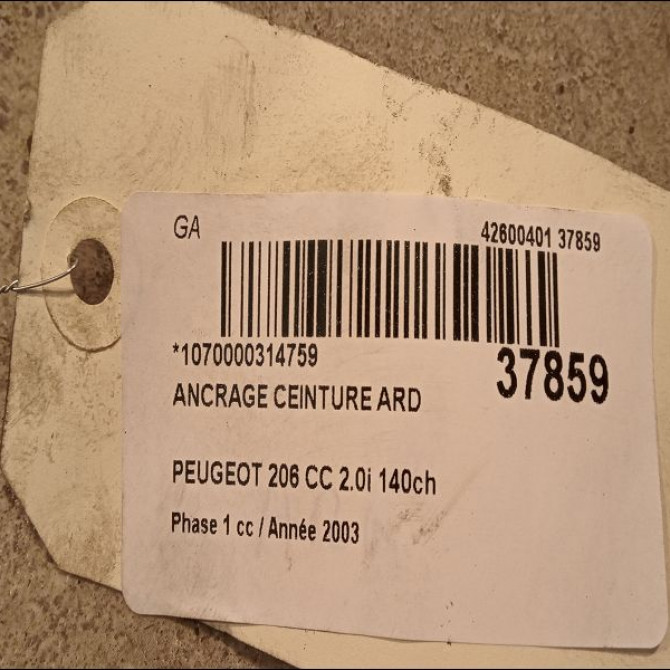 GA
42600401 37859
*1070000314759
37859
ANCRAGE CEINTURE ARD
PEUGEOT 206 CC 2.0i 140ch
Phase 1 cc / Année 2003